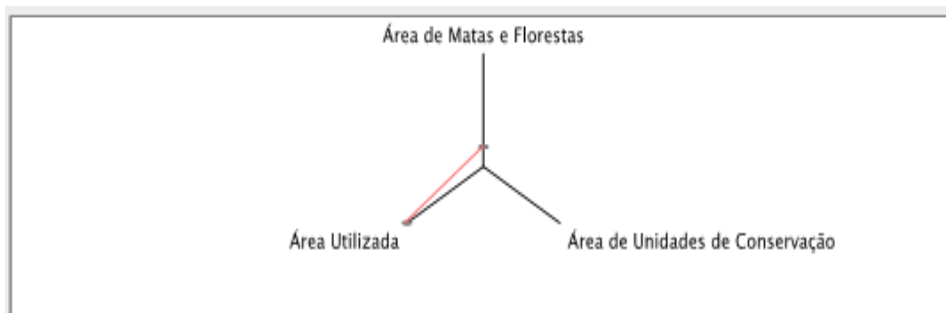 Área de Matas e Florestas
Área Utilizada
Área de Unidades de Conservação